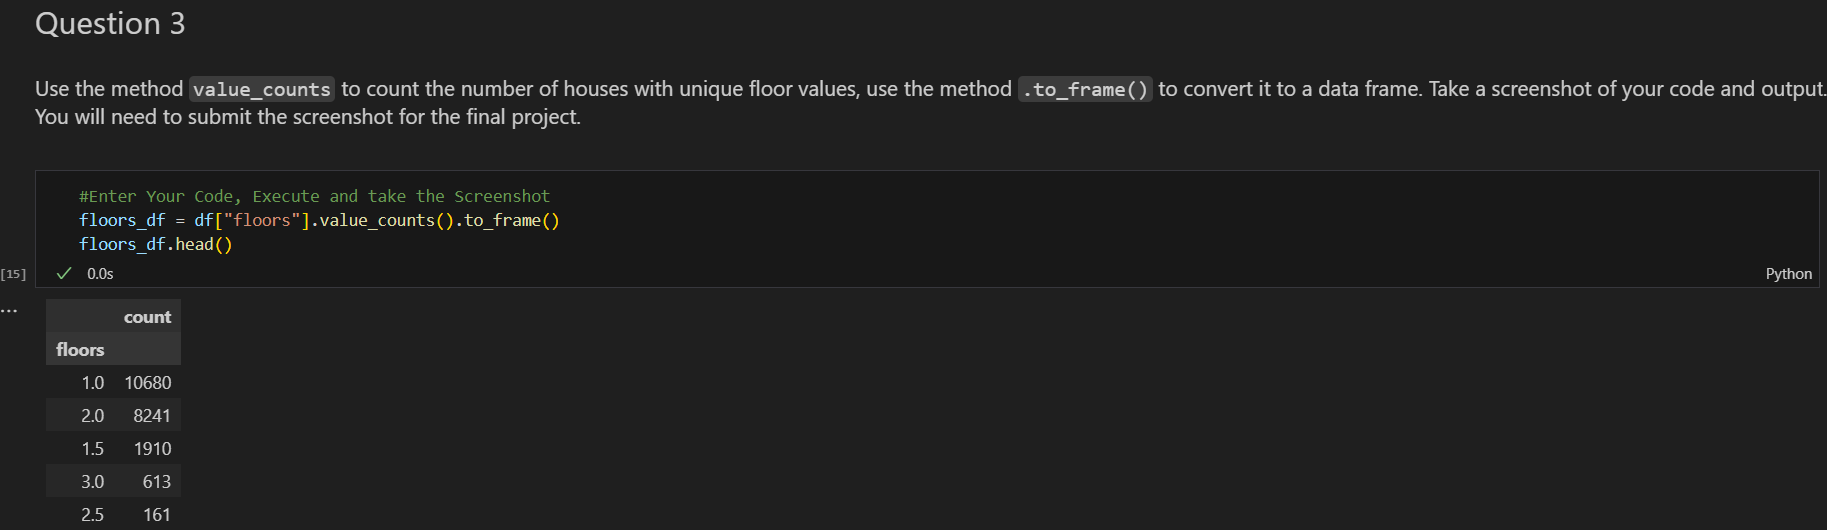 Question 3
Use the method value_counts to count the number of houses with unique floor values, use the method .to_frame() to convert it to a data frame. Take a screenshot of your code and output.
You will need to submit the screenshot for the final project.
#Enter Your Code, Execute and take the Screenshot
floors_df = df["floors"].value_counts().to_frame()
floors_df.head()
[15] ✓ 0.0s Python
... count
floors
1.0 10680
2.0 8241
1.5 1910
3.0 613
2.5 161